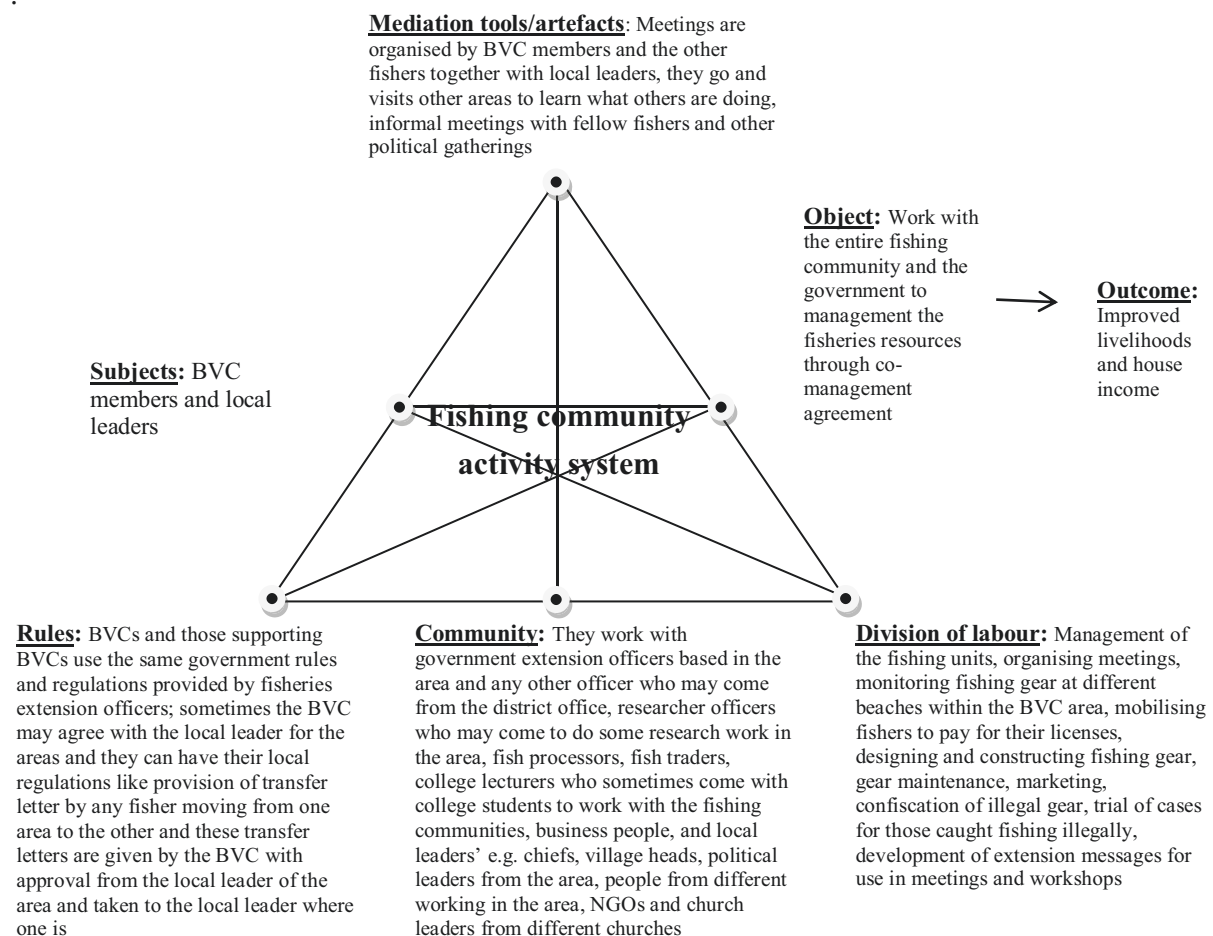 .
Mediation tools/artefacts: Meetings are
organised by BVC members and the other
fishers together with local leaders, they go and
visits other areas to learn what others are doing,
informal meetings with fellow fishers and other
political gatherings
Object: Work with
the entire fishing
community and the
government to
management the
fisheries resources
through co-
management
agreement
Outcome:
Improved
livelihoods
and house
income
Subjects: BVC
members and local
leaders
Fishing community
activity system
Rules: BVCs and those supporting
BVCs use the same government rules
and regulations provided by fisheries
extension officers; sometimes the BVC
may agree with the local leader for the
areas and they can have their local
regulations like provision of transfer
letter by any fisher moving from one
area to the other and these transfer
letters are given by the BVC with
approval from the local leader of the
area and taken to the local leader where
one is
Community: They work with
government extension officers based in the
area and any other officer who may come
from the district office, researcher officers
who may come to do some research work in
the area, fish processors, fish traders,
college lecturers who sometimes come with
college students to work with the fishing
communities, business people, and local
leaders’ e.g. chiefs, village heads, political
leaders from the area, people from different
working in the area, NGOs and church
leaders from different churches
Division of labour: Management of
the fishing units, organising meetings,
monitoring fishing gear at different
beaches within the BVC area, mobilising
fishers to pay for their licenses,
designing and constructing fishing gear,
gear maintenance, marketing,
confiscation of illegal gear, trial of cases
for those caught fishing illegally,
development of extension messages for
use in meetings and workshops